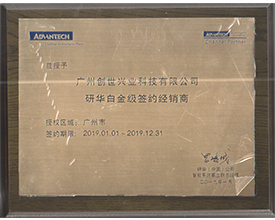 ADVANTECH
兹授予
广州创世兴业科技有限公司
研华白金级签约经销商
授权区域：广州市
签约期限：2019.01.01－2019.12.31